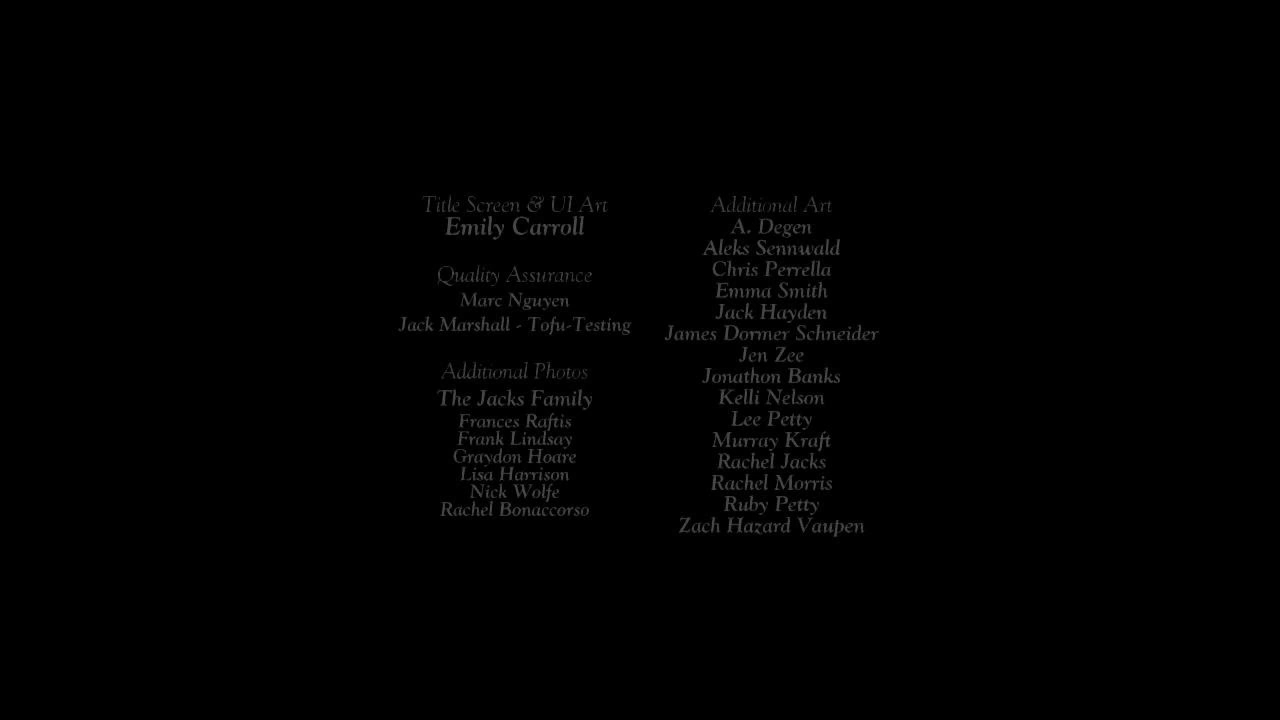 Title Screen & UI Art
Emily Carroll
Quality Assurance
Marc Nguyen
Jack Marshall - Tofu-Testing
Additional Photos
The Jacks Family
Frances Raftis
Frank Lindsay
Graydon Hoare
Lisa Harrison
Nick Wolfe
Rachel Bonaccorso
Additional Art
A. Degen
Aleks Sennwald
Chris Perrella
Emma Smith
Jack Hayden
James Dormer Schneider
Jen Zee
Jonathon Banks
Kelli Nelson
Lee Petty
Murray Kraft
Rachel Jacks
Rachel Morris
Ruby Petty
Zach Hazard Vaupen